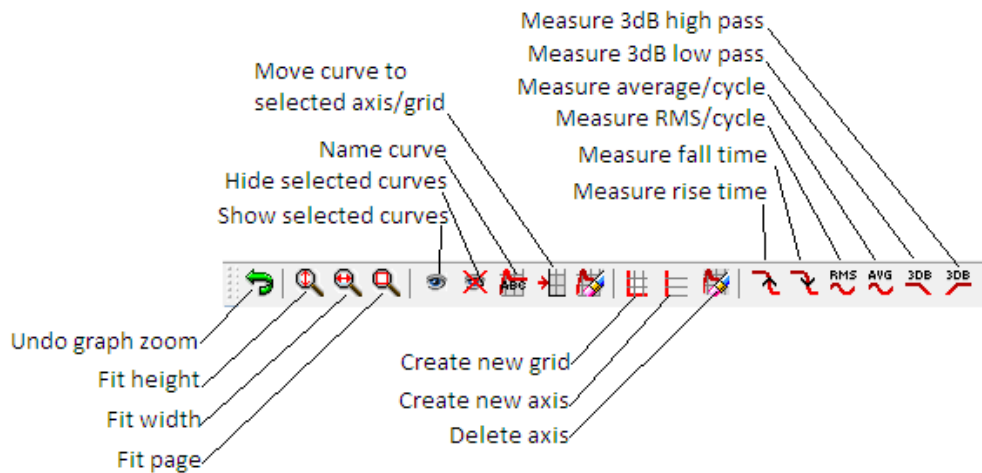 Measure 3dB high pass
Measure 3dB low pass
Move curve to
selected axis/grid
Measure average/cycle
Measure RMS/cycle
Name curve
Measure fall time
Hide selected curves
Measure rise time
Show selected curves
RMS AVG 3DB 3DB
ABC
Undo graph zoom
Create new grid
Fit height
Create new axis
Fit width
Delete axis
Fit page